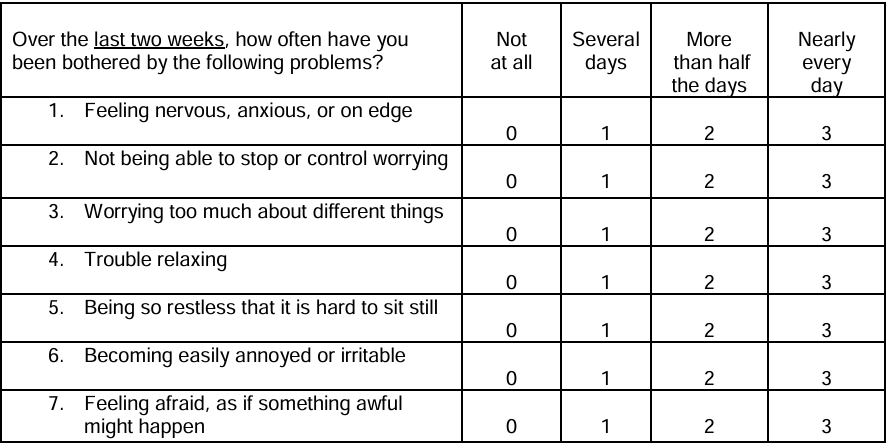 Over the last two weeks, how often have you been bothered by the following problems?
Not at all
Several days
More than half the days
Nearly every day
1. Feeling nervous, anxious, or on edge
0 1 2 3
2. Not being able to stop or control worrying
0 1 2 3
3. Worrying too much about different things
0 1 2 3
4. Trouble relaxing
0 1 2 3
5. Being so restless that it is hard to sit still
0 1 2 3
6. Becoming easily annoyed or irritable
0 1 2 3
7. Feeling afraid, as if something awful
might happen
0 1 2 3